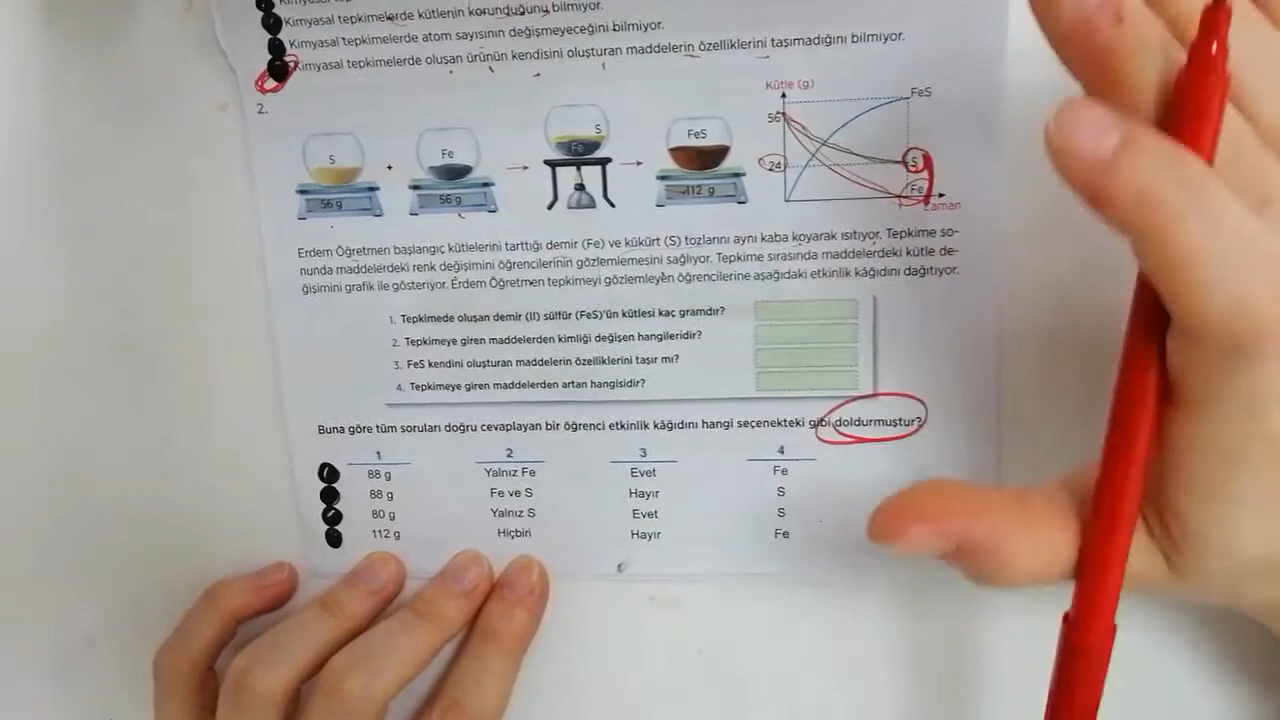 Kimyasal tepkimelerde kütlenin korunduğunu bilmiyor.
Kimyasal tepkimelerde atom sayısının değişmeyeceğini bilmiyor.
Kimyasal tepkimelerde oluşan ürünün kendisini oluşturan maddelerin özelliklerini taşımadığını bilmiyor.
2.
S
56 g
+
Fe
56 g
S
Fe
FeS
112 g
Kütle (g)
56
24
FeS
S
Fe
Zaman
Erdem Öğretmen başlangıç kütlelerini tarttığı demir (Fe) ve kükürt (S) tozlarını aynı kaba koyarak ısıtıyor. Tepkime so-
nunda maddelerdeki renk değişimini öğrencilerinin gözlemlemesini sağlıyor. Tepkime sırasında maddelerdeki kütle de-
ğişimini grafik ile gösteriyor. Erdem Öğretmen tepkimeyi gözlemleyen öğrencilerine aşağıdaki etkinlik kâğıdını dağıtıyor.
1. Tepkimede oluşan demir (II) sülfür (FeS)'ün kütlesi kaç gramdır?
2. Tepkimeye giren maddelerden kimliği değişen hangileridir?
3. FeS kendini oluşturan maddelerin özelliklerini taşır mı?
4. Tepkimeye giren maddelerden artan hangisidir?
Buna göre tüm soruları doğru cevaplayan bir öğrenci etkinlik kâğıdını hangi seçenekteki gibi doldurmuştur?
1 2 3 4
88 g Yalnız Fe Evet Fe
88 g Fe ve S Hayır S
80 g Yalnız S Evet S
112 g Hiçbiri Hayır Fe